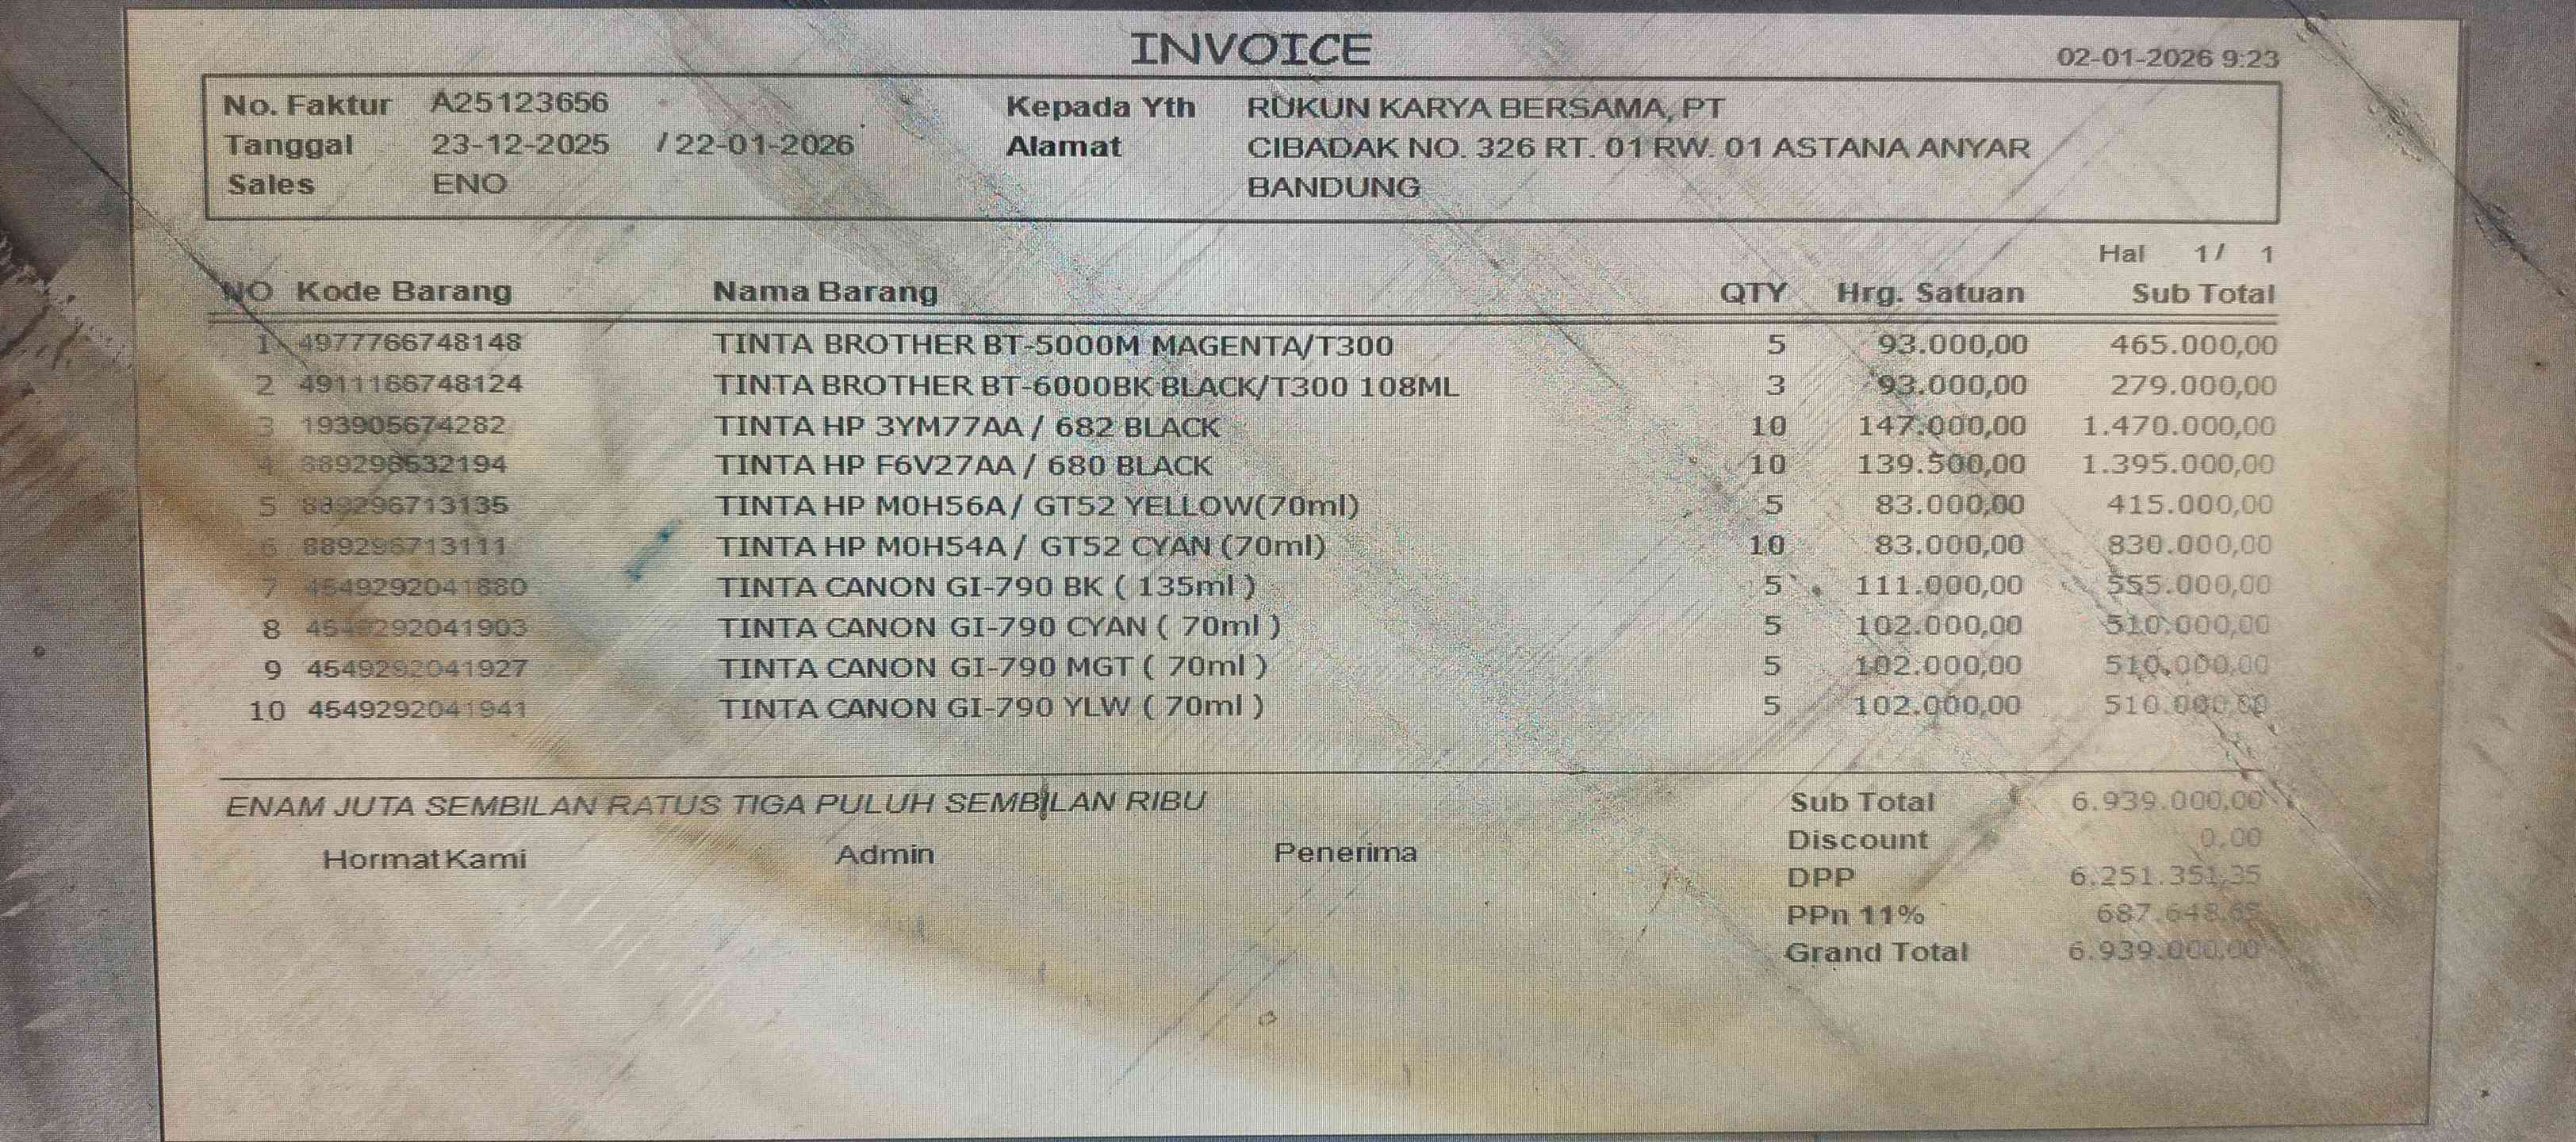 INVOICE
02-01-2026 9:23
No. Faktur A25123656
Kepada Yth RUKUN KARYA BERSAMA, PT
Tanggal 23-12-2025 / 22-01-2026
Alamat CIBADAK NO. 326 RT. 01 RW. 01 ASTANA ANYAR
Sales ENO
BANDUNG
Hal 1/ 1
NO Kode Barang Nama Barang QTY Hrg. Satuan Sub Total
1 4977766748148 TINTA BROTHER BT-5000M MAGENTA/T300 5 93.000,00 465.000,00
2 4911166748124 TINTA BROTHER BT-6000BK BLACK/T300 108ML 3 93.000,00 279.000,00
3 193905674282 TINTA HP 3YM77AA / 682 BLACK 10 147.000,00 1.470.000,00
4 TINTA HP F6V27AA / 680 BLACK 10 139.500,00 1.395.000,00
5 TINTA HP M0H56A / GT52 YELLOW(70ml) 5 83.000,00 415.000,00
6 TINTA HP M0H54A / GT52 CYAN (70ml) 10 83.000,00 830.000,00
7 4549292041880 TINTA CANON GI-790 BK ( 135ml ) 5 111.000,00 555.000,00
8 4549292041903 TINTA CANON GI-790 CYAN ( 70ml ) 5 102.000,00 510.000,00
9 4549292041927 TINTA CANON GI-790 MGT ( 70ml ) 5 102.000,00 510.000,00
10 4549292041941 TINTA CANON GI-790 YLW ( 70ml ) 5 102.000,00 510.000,00
ENAM JUTA SEMBILAN RATUS TIGA PULUH SEMBILAN RIBU
Sub Total 6.939.000,00
Discount 0,00
Hormat Kami Admin Penerima
DPP 6.251.351,35
PPn 11% 687.648,65
Grand Total 6.939.000,00